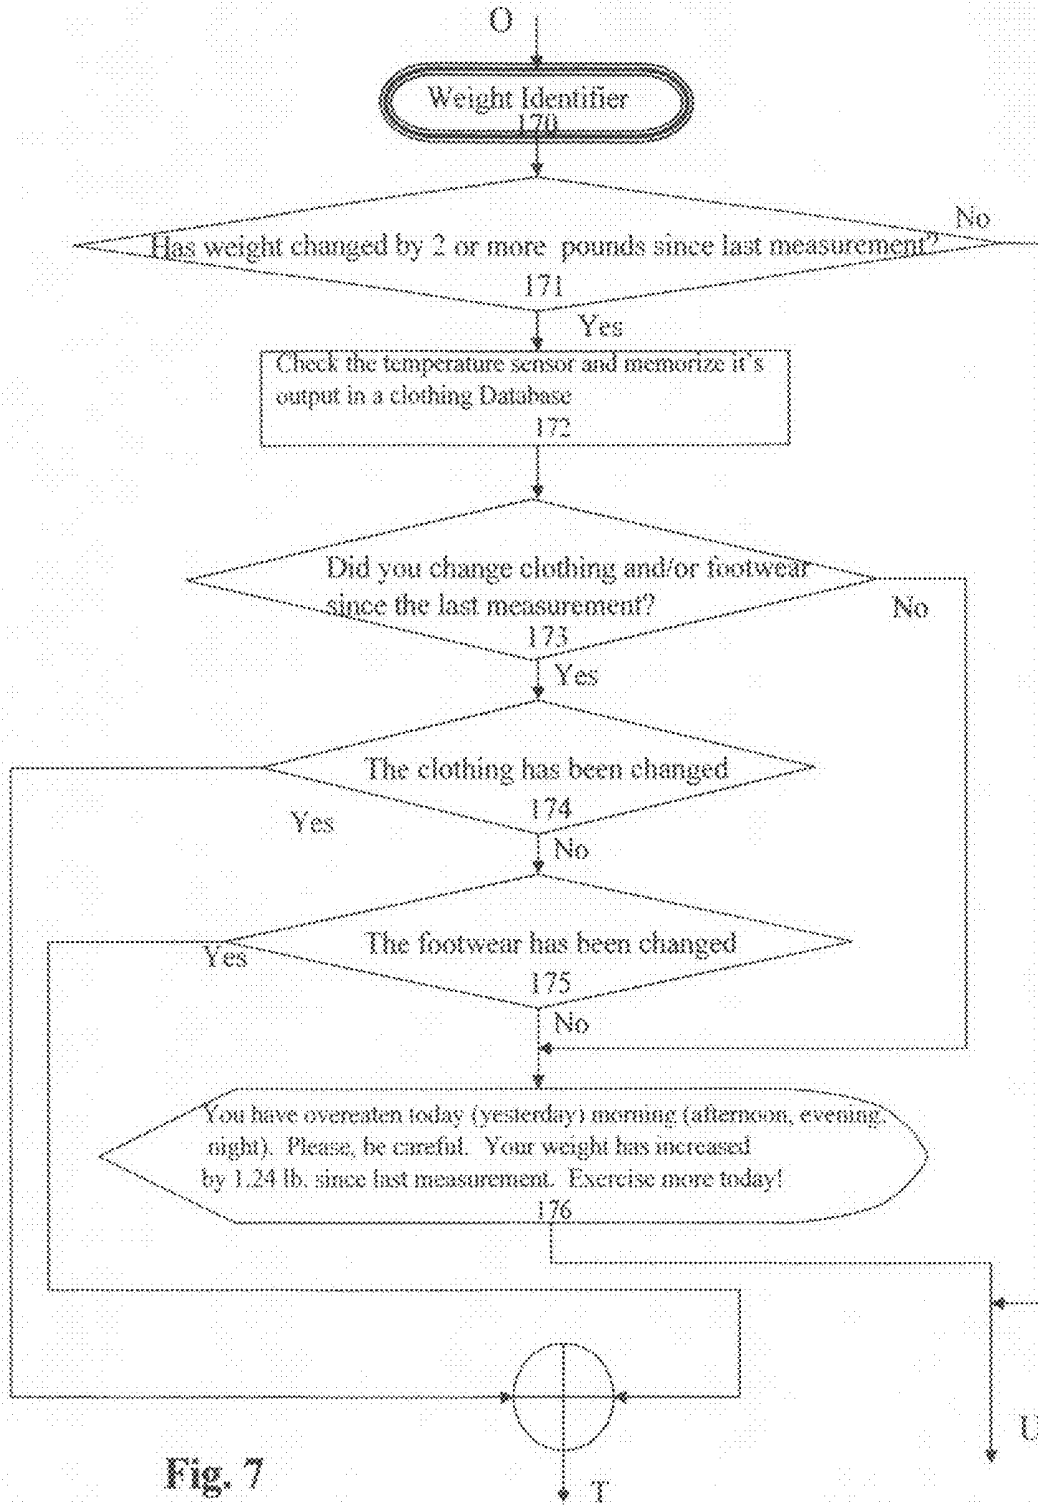 O
Weight Identifier
170
No
Has weight changed by 2 or more pounds since last measurement?
171
Yes
Check the temperature sensor and memorize it's
output in a clothing Database
172
Did you change clothing and/or footwear
since the last measurement?
No
173
Yes
The clothing has been changed
174
Yes
No
The footwear has been changed
Yes
175
No
You have overeaten today (yesterday) morning (afternoon, evening,
night). Please, be careful. Your weight has increased
by 1.24 lb. since last measurement. Exercise more today!
176
U
Fig. 7
T